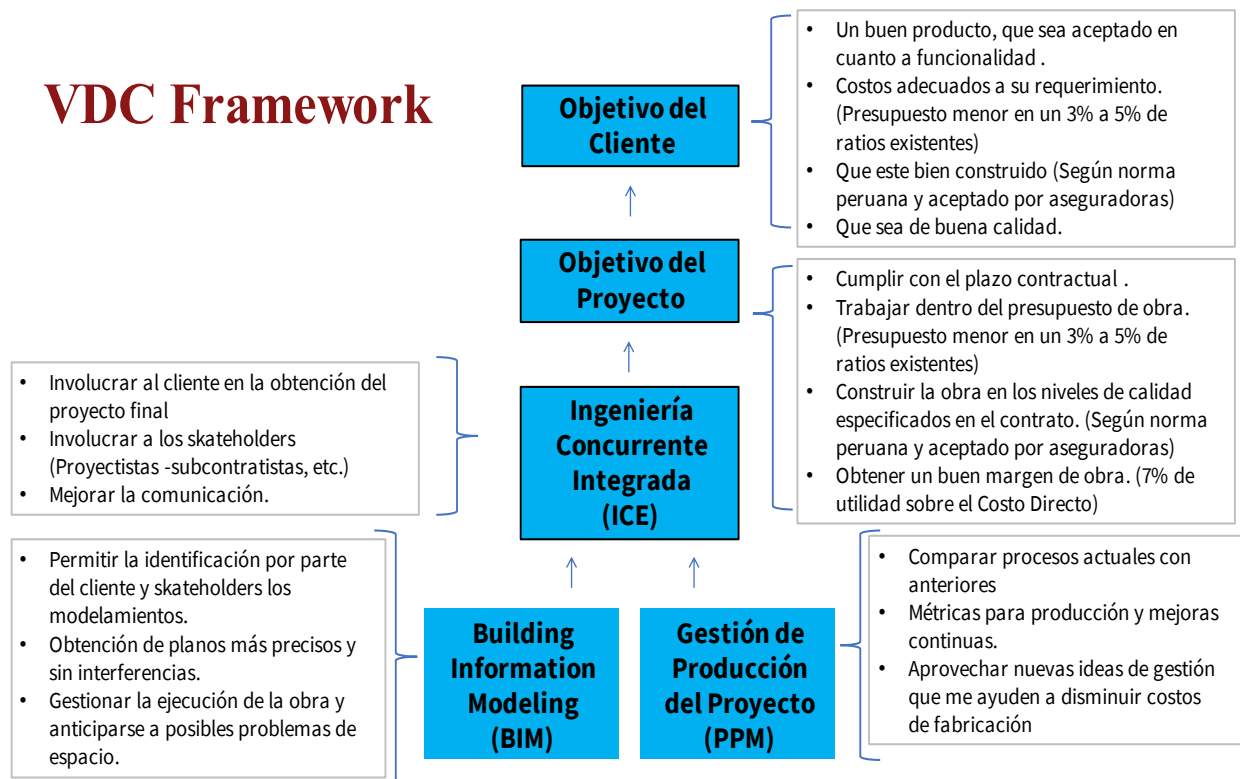 VDC Framework
Objetivo del
Cliente
• Un buen producto, que sea aceptado en
cuanto a funcionalidad .
• Costos adecuados a su requerimiento.
(Presupuesto menor en un 3% a 5% de
ratios existentes)
• Que este bien construido (Según norma
peruana y aceptado por aseguradoras)
• Que sea de buena calidad.
Objetivo del
Proyecto
• Cumplir con el plazo contractual .
• Trabajar dentro del presupuesto de obra.
(Presupuesto menor en un 3% a 5% de
ratios existentes)
• Construir la obra en los niveles de calidad
especificados en el contrato. (Según norma
peruana y aceptado por aseguradoras)
• Obtener un buen margen de obra. (7% de
utilidad sobre el Costo Directo)
• Involucrar al cliente en la obtención del
proyecto final
• Involucrar a los skateholders
(Proyectistas -subcontratistas, etc.)
• Mejorar la comunicación.
Ingeniería
Concurrente
Integrada
(ICE)
• Permitir la identificación por parte
del cliente y skateholders los
modelamientos.
• Obtención de planos más precisos y
sin interferencias.
• Gestionar la ejecución de la obra y
anticiparse a posibles problemas de
espacio.
Building
Information
Modeling
(BIM)
Gestión de
Producción
del Proyecto
(PPM)
• Comparar procesos actuales con
anteriores
• Métricas para producción y mejoras
continuas.
• Aprovechar nuevas ideas de gestión
que me ayuden a disminuir costos
de fabricación